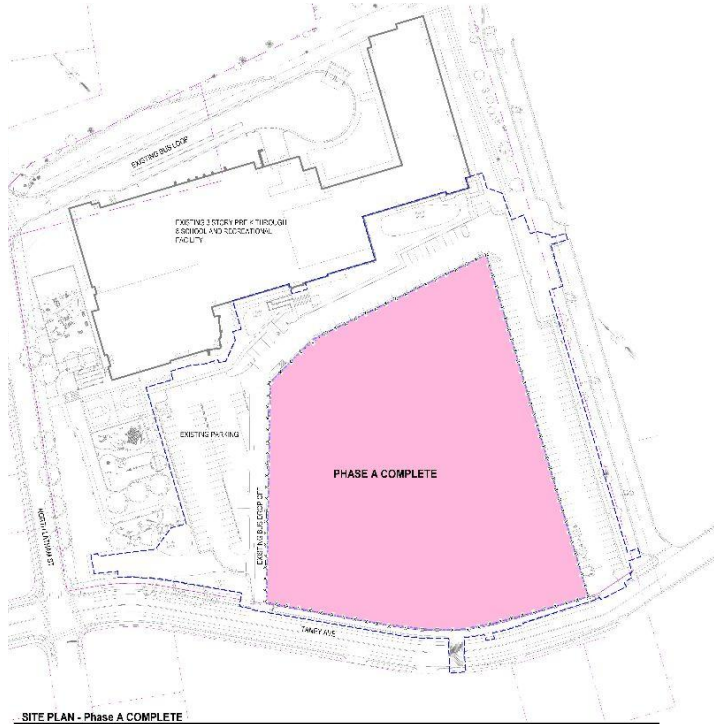 EXISTING BUS LOOP
EXISTING 3 STORY PRE K THROUGH
8 SCHOOL AND RECREATIONAL
FACILITY
EXISTING PARKING
PHASE A COMPLETE
EXISTING BUS DROP OFF
NORTH LATHAM ST
TANEY AVE
SITE PLAN - Phase A COMPLETE